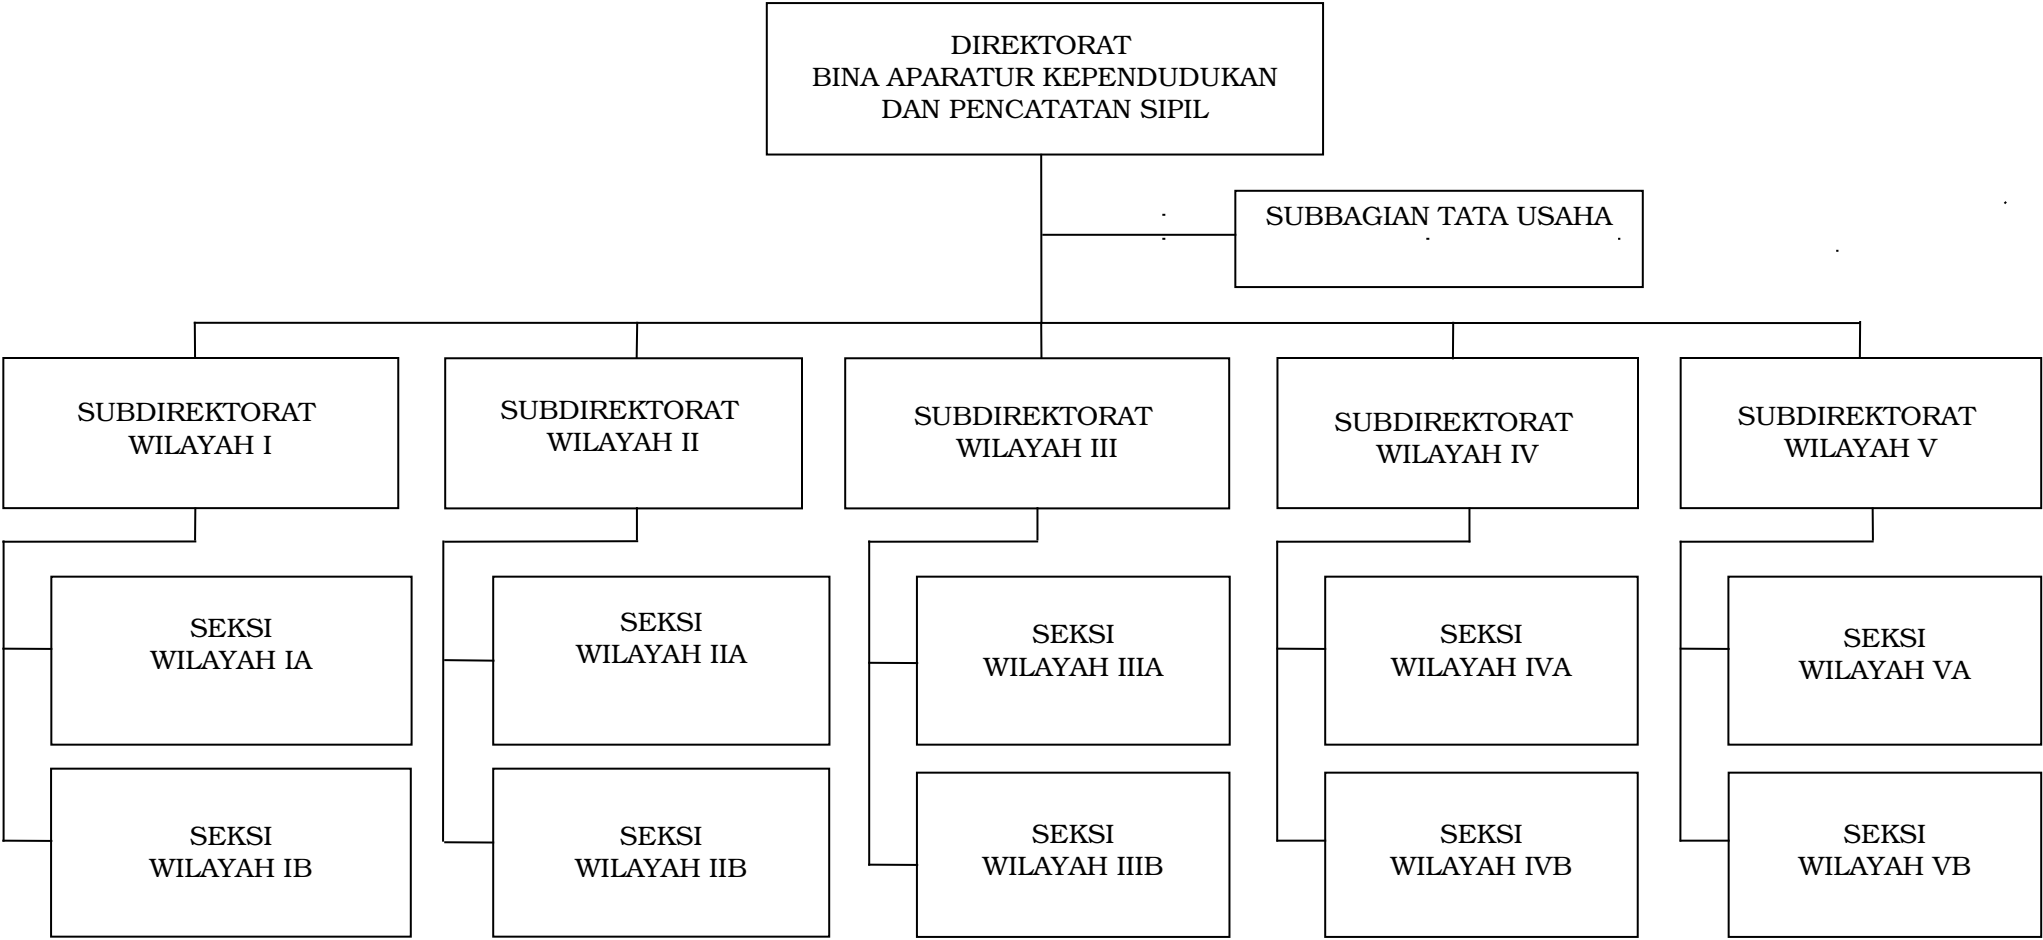 DIREKTORAT
BINA APARATUR KEPENDUDUKAN
DAN PENCATATAN SIPIL
SUBBAGIAN TATA USAHA
SUBDIREKTORAT
WILAYAH I
SUBDIREKTORAT
WILAYAH II
SUBDIREKTORAT
WILAYAH III
SUBDIREKTORAT
WILAYAH IV
SUBDIREKTORAT
WILAYAH V
SEKSI
WILAYAH IA
SEKSI
WILAYAH IIA
SEKSI
WILAYAH IIIA
SEKSI
WILAYAH IVA
SEKSI
WILAYAH VA
SEKSI
WILAYAH IB
SEKSI
WILAYAH IIB
SEKSI
WILAYAH IIIB
SEKSI
WILAYAH IVB
SEKSI
WILAYAH VB